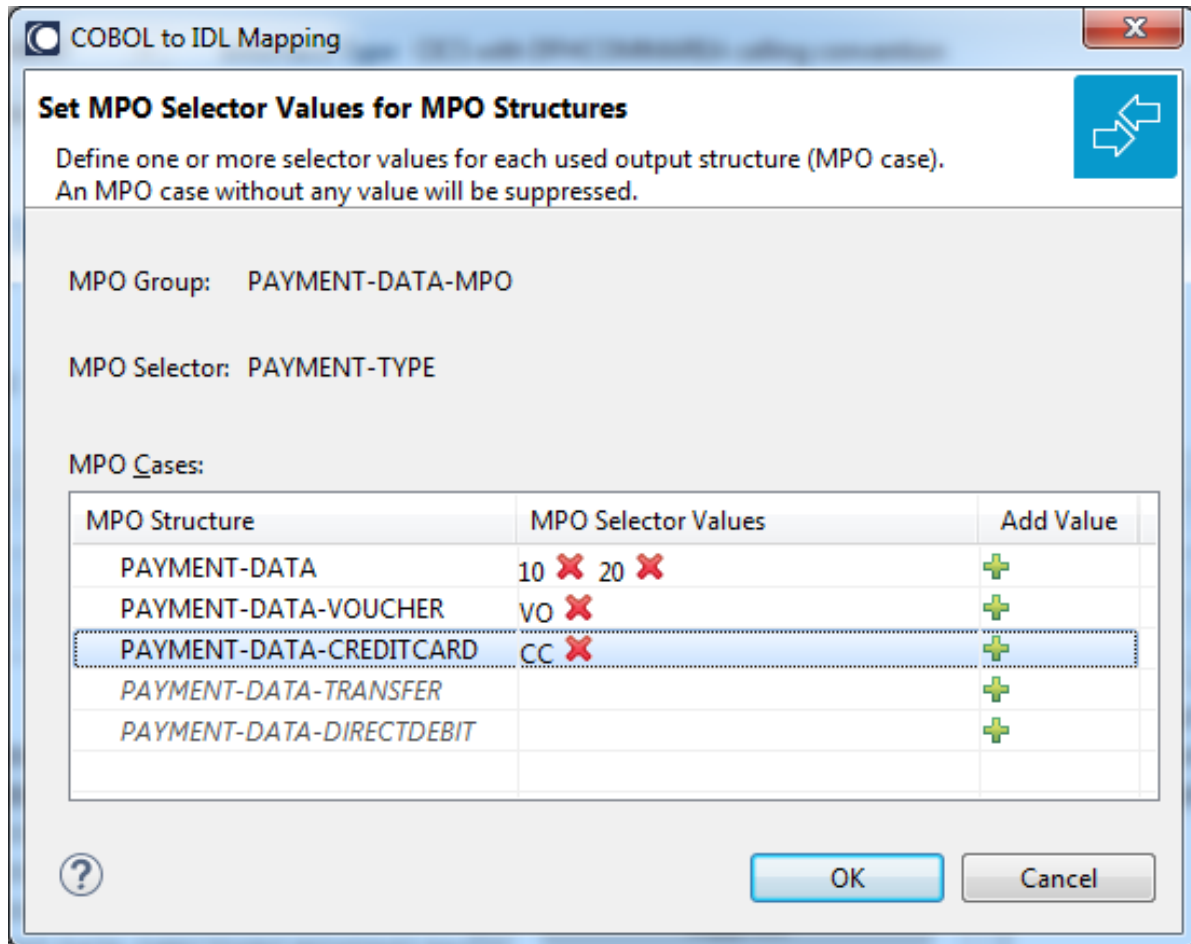 COBOL to IDL Mapping
Set MPO Selector Values for MPO Structures
Define one or more selector values for each used output structure (MPO case).
An MPO case without any value will be suppressed.
MPO Group: PAYMENT-DATA-MPO
MPO Selector: PAYMENT-TYPE
MPO Cases:
MPO Structure MPO Selector Values Add Value
PAYMENT-DATA 10 20
PAYMENT-DATA-VOUCHER VO
PAYMENT-DATA-CREDITCARD CC
PAYMENT-DATA-TRANSFER
PAYMENT-DATA-DIRECTDEBIT
?
OK Cancel